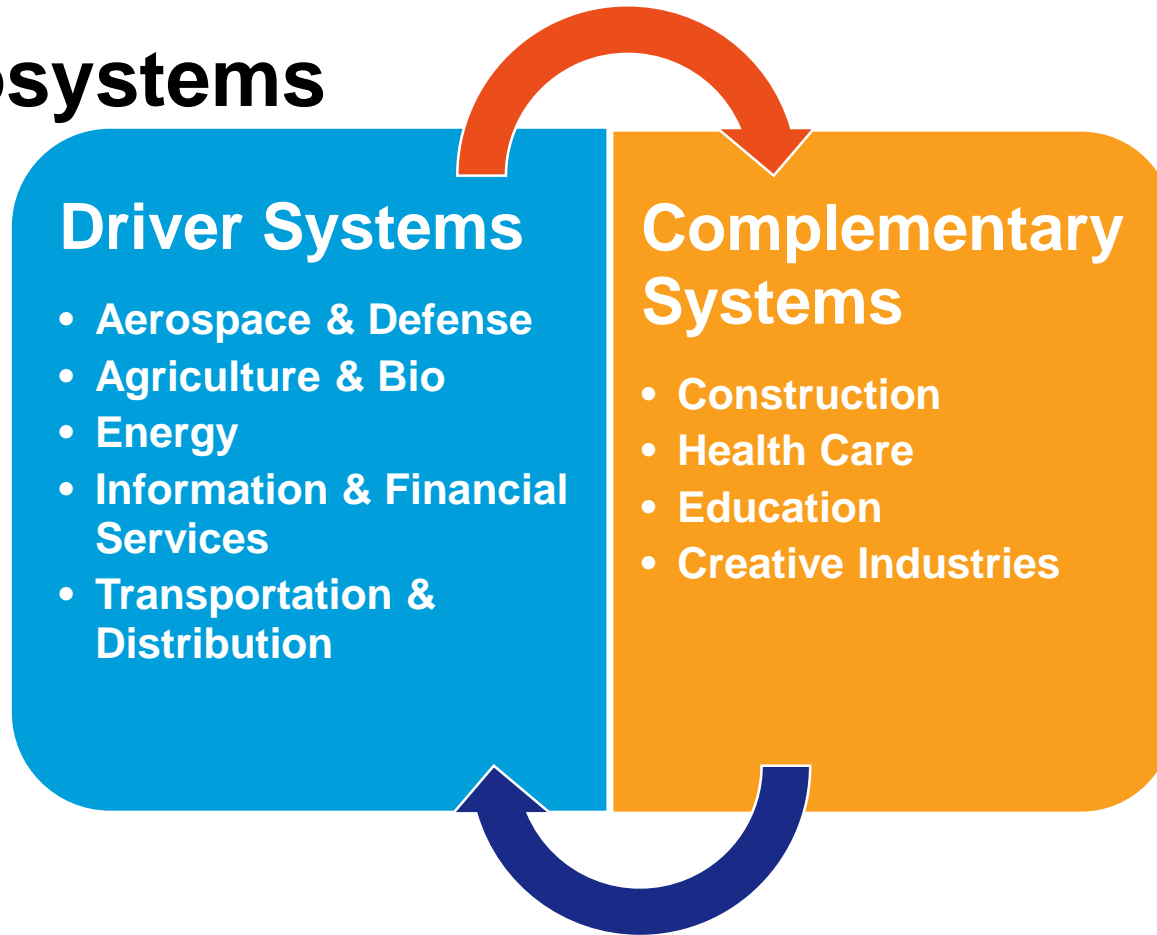 osystems
Driver Systems
• Aerospace & Defense
• Agriculture & Bio
• Energy
• Information & Financial
Services
• Transportation &
Distribution
Complementary
Systems
• Construction
• Health Care
• Education
• Creative Industries